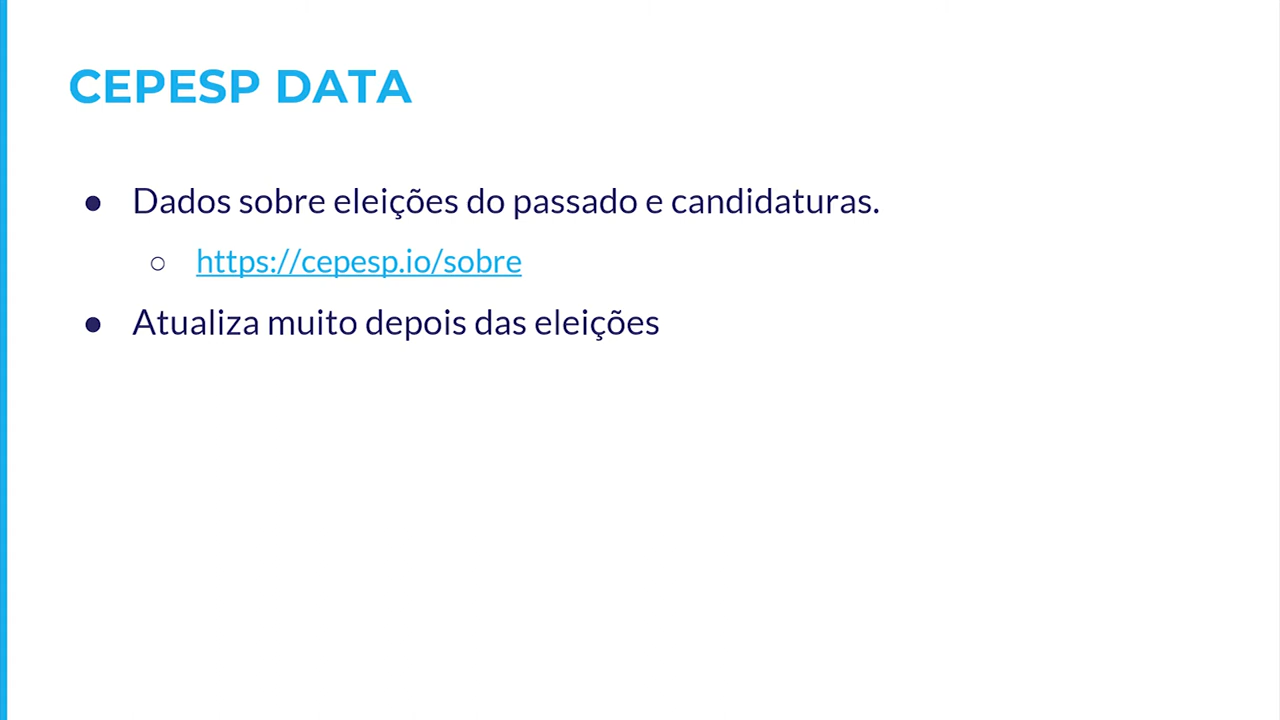 CEPESP DATA
● Dados sobre eleições do passado e candidaturas.
○ https://cepesp.io/sobre
● Atualiza muito depois das eleições